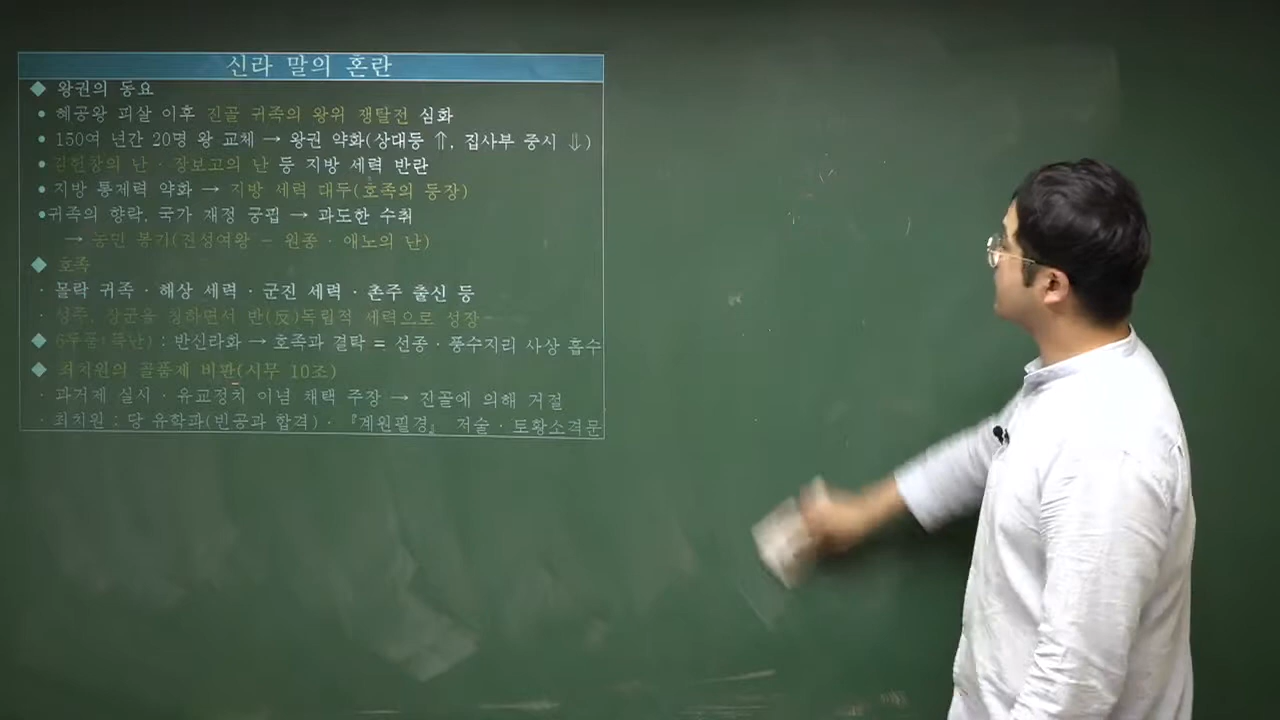 신라 말의 혼란
◆ 왕권의 동요
• 혜공왕 피살 이후 진골 귀족의 왕위 쟁탈전 심화
• 150여 년간 20명 왕 교체 → 왕권 약화(상대등 ⇑, 집사부 중시 ⇓)
• 김헌창의 난 · 장보고의 난 등 지방 세력 반란
• 지방 통제력 약화 → 지방 세력 대두(호족의 등장)
•귀족의 향락, 국가 재정 궁핍 → 과도한 수취
→ 농민 봉기(진성여왕 - 원종 · 애노의 난)
◆ 호족
· 몰락 귀족 · 해상 세력 · 군진 세력 · 촌주 출신 등
· 성주, 장군을 칭하면서 반(反)독립적 세력으로 성장
◆ 6두품(득난) : 반신라화 → 호족과 결탁 = 선종 · 풍수지리 사상 흡수
◆ 최치원의 골품제 비판(시무 10조)
· 과거제 실시 · 유교정치 이념 채택 주장 → 진골에 의해 거절
· 최치원 : 당 유학파(빈공과 합격) · 『계원필경』 저술 · 토황소격문